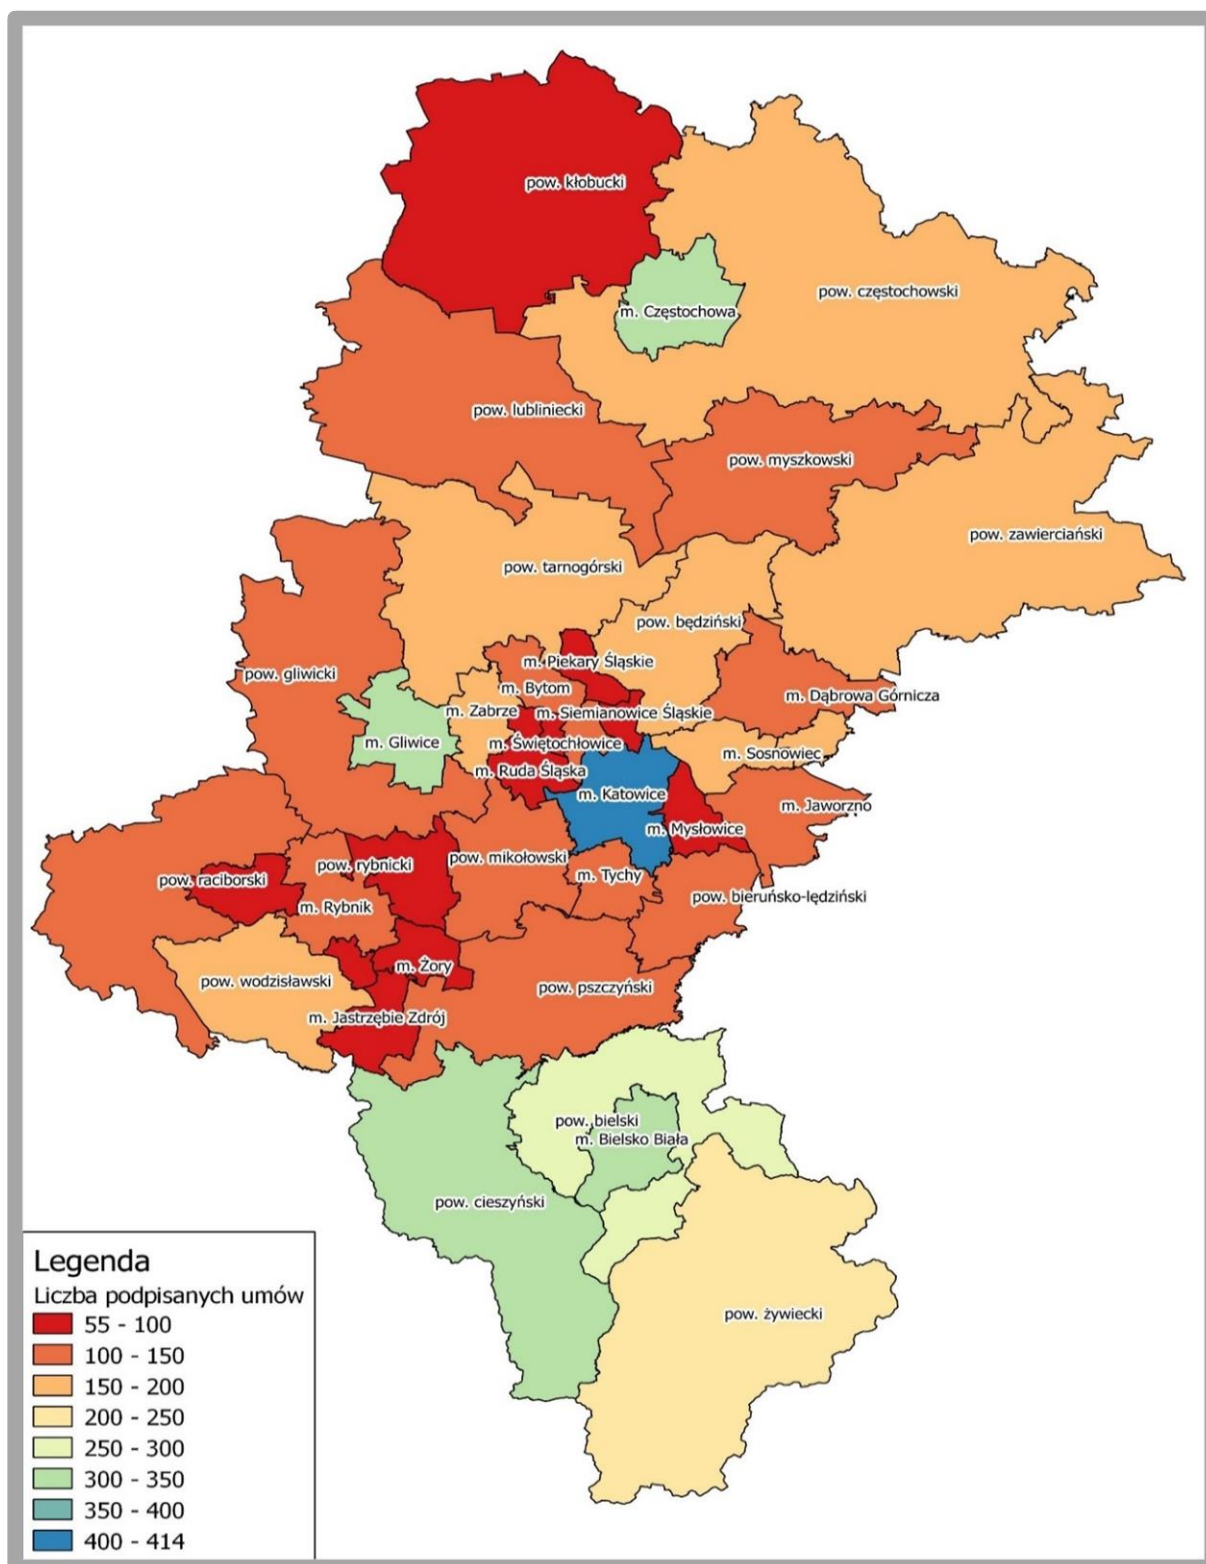 pow. kłobucki
pow. częstochowski
m. Częstochowa
pow. lubliniecki
pow. myszkowski
pow. zawierciański
pow. tarnogórski
pow. będziński
m. Piekary Śląskie
pow. gliwicki
m. Bytom
m. Dąbrowa Górnicza
m. Zabrze
m. Siemianowice Śląskie
m. Gliwice
m. Świętochłowice
m. Sosnowiec
m. Ruda Śląska
m. Katowice
m. Jaworzno
m. Mysłowice
pow. mikołowski
pow. rybnicki
m. Tychy
pow. raciborski
pow. bieruńsko-lędziński
m. Rybnik
m. Żory
pow. wodzisławski
pow. pszczyński
m. Jastrzębie Zdrój
pow. bielski
m. Bielsko Biała
pow. cieszyński
pow. żywiecki
Legenda
Liczba podpisanych umów
55 - 100
100 - 150
150 - 200
200 - 250
250 - 300
300 - 350
350 - 400
400 - 414